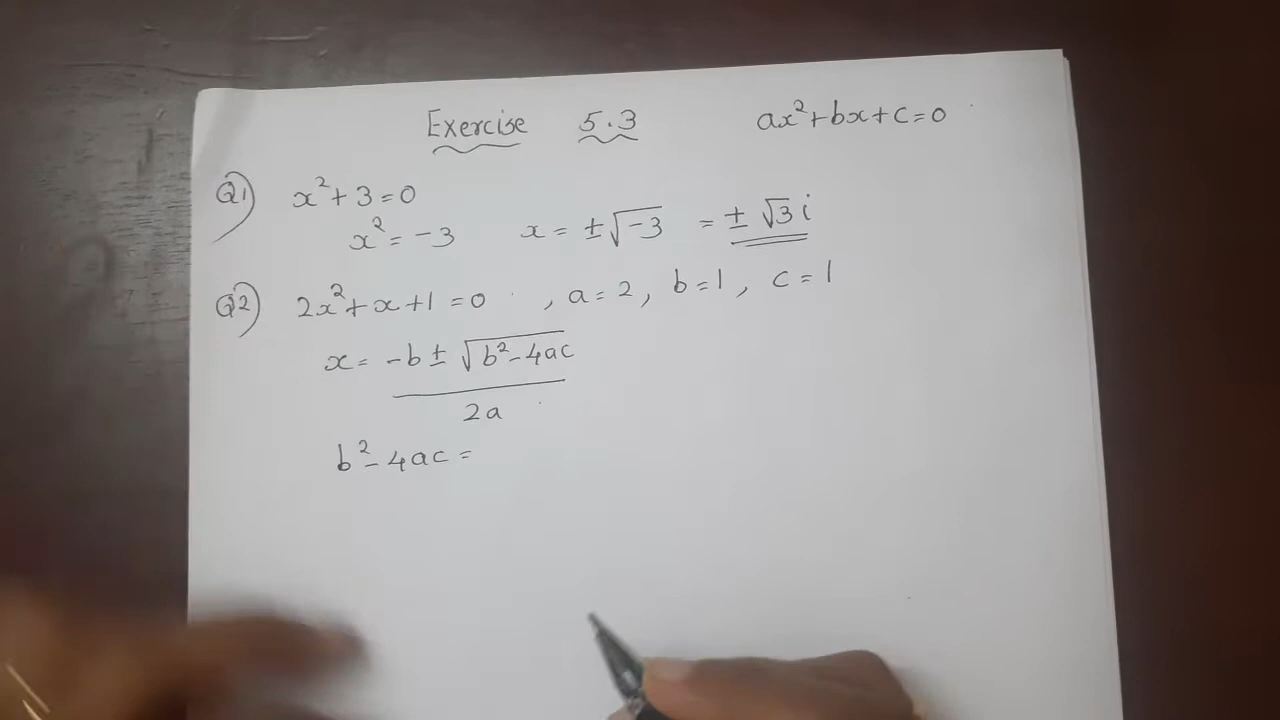 Exercise 5.3 ax²+bx+c=0
Q1) x²+3=0
x²=-3 x=±√-3 =±√3 i
Q2) 2x²+x+1=0 , a=2, b=1, c=1
x= -b±√b²-4ac
2a
b²-4ac=